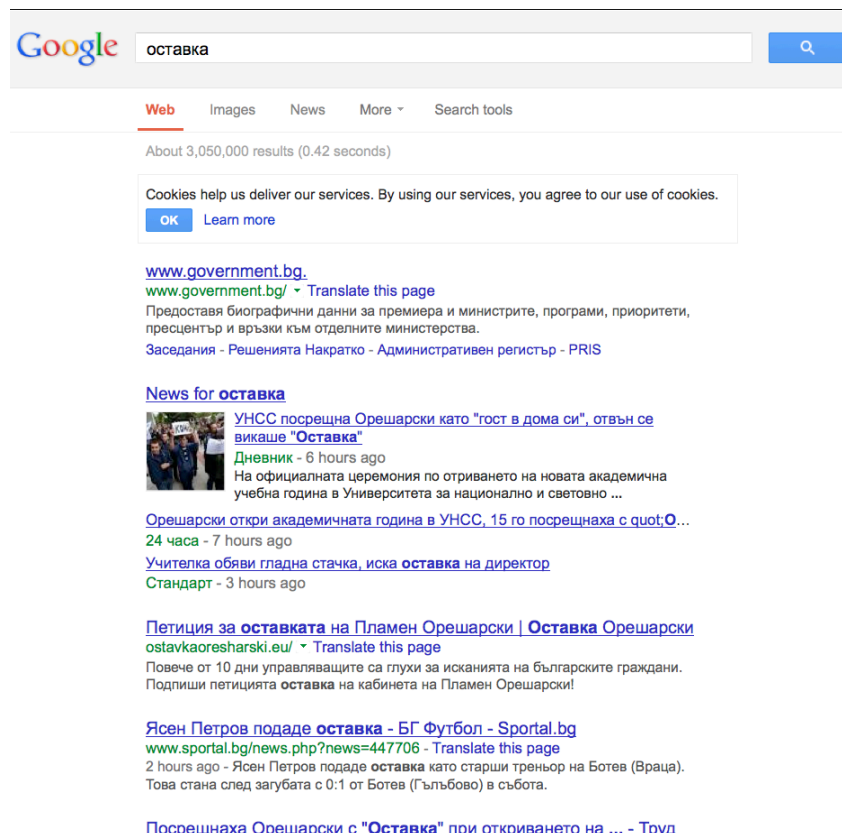 Google
оставка
Web Images News More Search tools
About 3,050,000 results (0.42 seconds)
Cookies help us deliver our services. By using our services, you agree to our use of cookies.
OK Learn more
www.government.bg.
www.government.bg/ Translate this page
Предоставя биографични данни за премиера и министрите, програми, приоритети,
пресцентър и връзки към отделните министерства.
Заседания - Решенията Накратко - Административен регистър - PRIS
News for оставка
УНСС посрещна Орешарски като "гост в дома си", отвън се
викаше "Оставка"
Дневник - 6 hours ago
На официалната церемония по отриването на новата академична
учебна година в Университета за национално и световно ...
Орешарски откри академичната година в УНСС, 15 го посрещнаха с quot;О...
24 часа - 7 hours ago
Учителка обяви гладна стачка, иска оставка на директор
Стандарт - 3 hours ago
Петиция за оставката на Пламен Орешарски | Оставка Орешарски
ostavkaoresharski.eu/ Translate this page
Повече от 10 дни управляващите са глухи за исканията на българските граждани.
Подпиши петицията оставка на кабинета на Пламен Орешарски!
Ясен Петров подаде оставка - БГ Футбол - Sportal.bg
www.sportal.bg/news.php?news=447706 - Translate this page
2 hours ago - Ясен Петров подаде оставка като старши треньор на Ботев (Враца).
Това стана след загубата с 0:1 от Ботев (Гълъбово) в събота.
Посрещнаха Орешарски с "Оставка" при откриването на ... - Труд